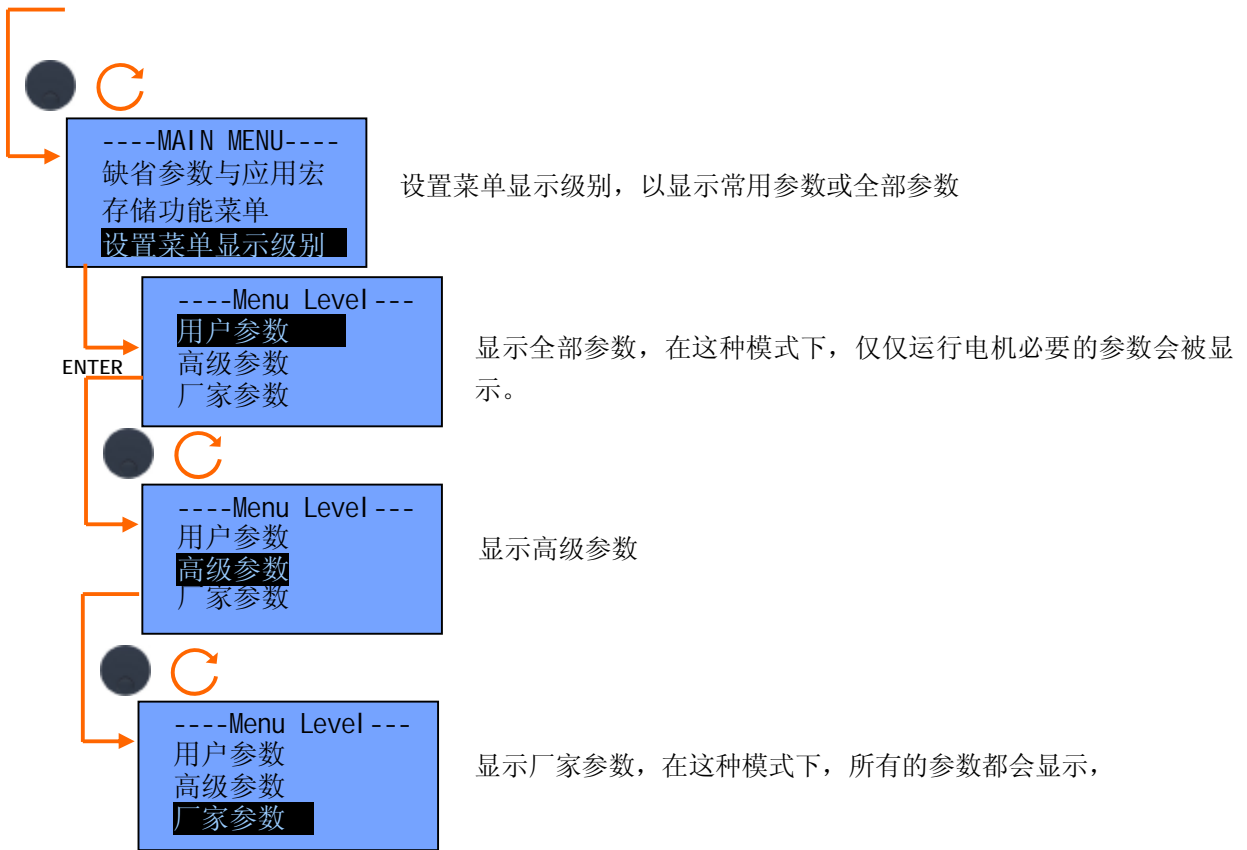 ----MAIN MENU----
缺省参数与应用宏
存储功能菜单
设置菜单显示级别
设置菜单显示级别，以显示常用参数或全部参数
----Menu Level---
用户参数
高级参数
厂家参数
ENTER
显示全部参数，在这种模式下，仅仅运行电机必要的参数会被显
示。
----Menu Level---
用户参数
高级参数
厂家参数
显示高级参数
----Menu Level---
用户参数
高级参数
厂家参数
显示厂家参数，在这种模式下，所有的参数都会显示，